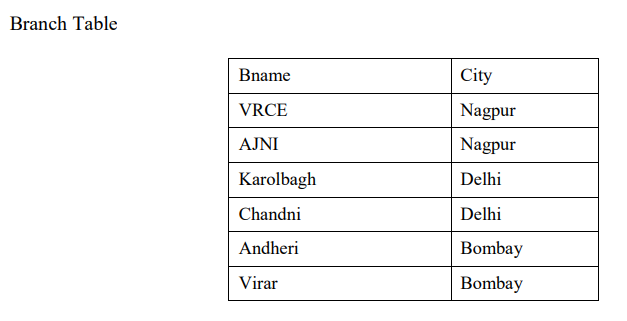 Branch Table
Bname City
VRCE Nagpur
AJNI Nagpur
Karolbagh Delhi
Chandni Delhi
Andheri Bombay
Virar Bombay